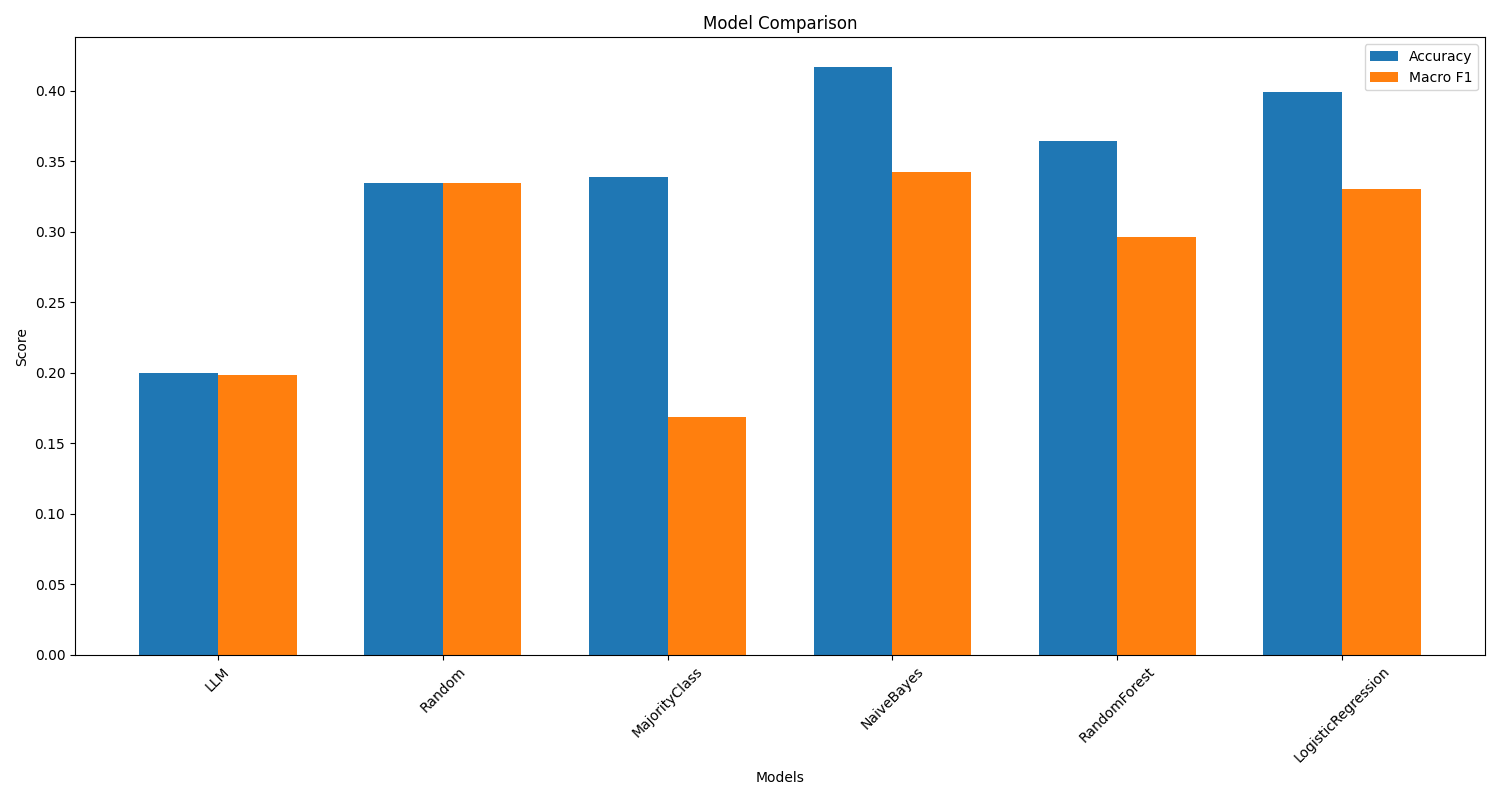 Model Comparison
Accuracy
Macro F1
Score
0.40
0.35
0.30
0.25
0.20
0.15
0.10
0.05
0.00
LLM
Random
MajorityClass
NaiveBayes
RandomForest
LogisticRegression
Models